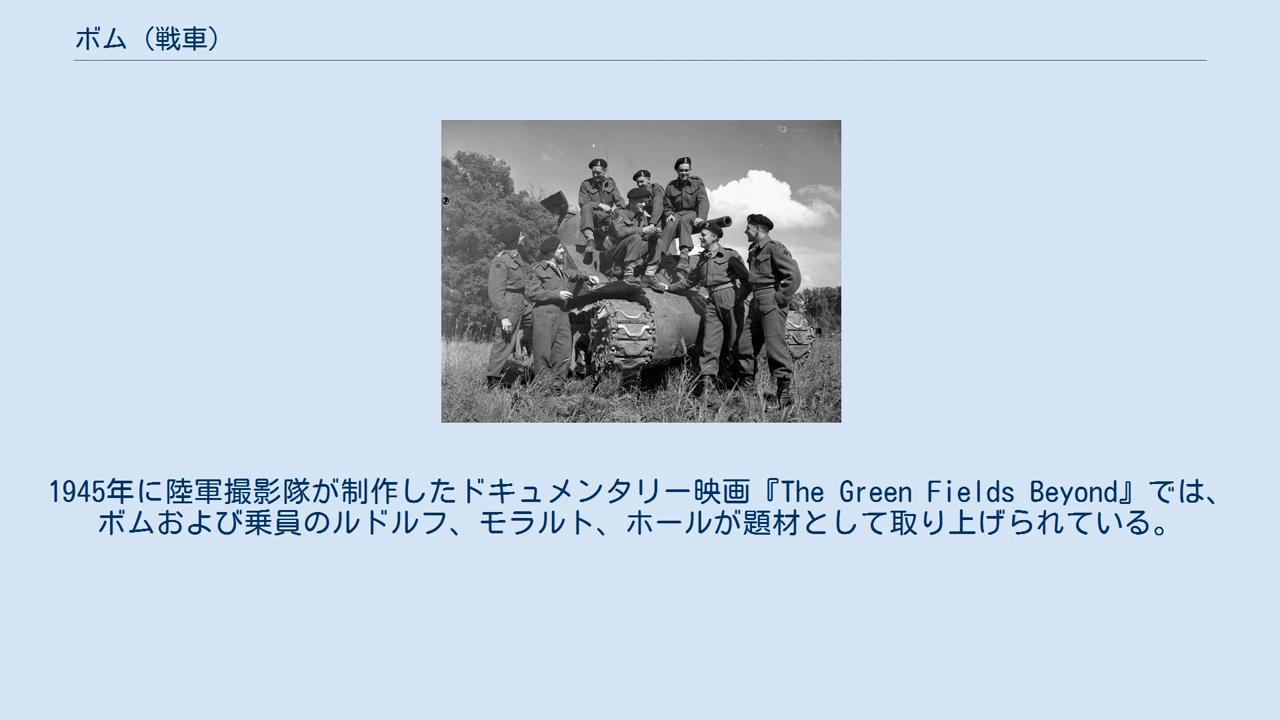 ボム（戦車）
1945年に陸軍撮影隊が制作したドキュメンタリー映画『The Green Fields Beyond』では、
ボムおよび乗員のルドルフ、モラルト、ホールが題材として取り上げられている。